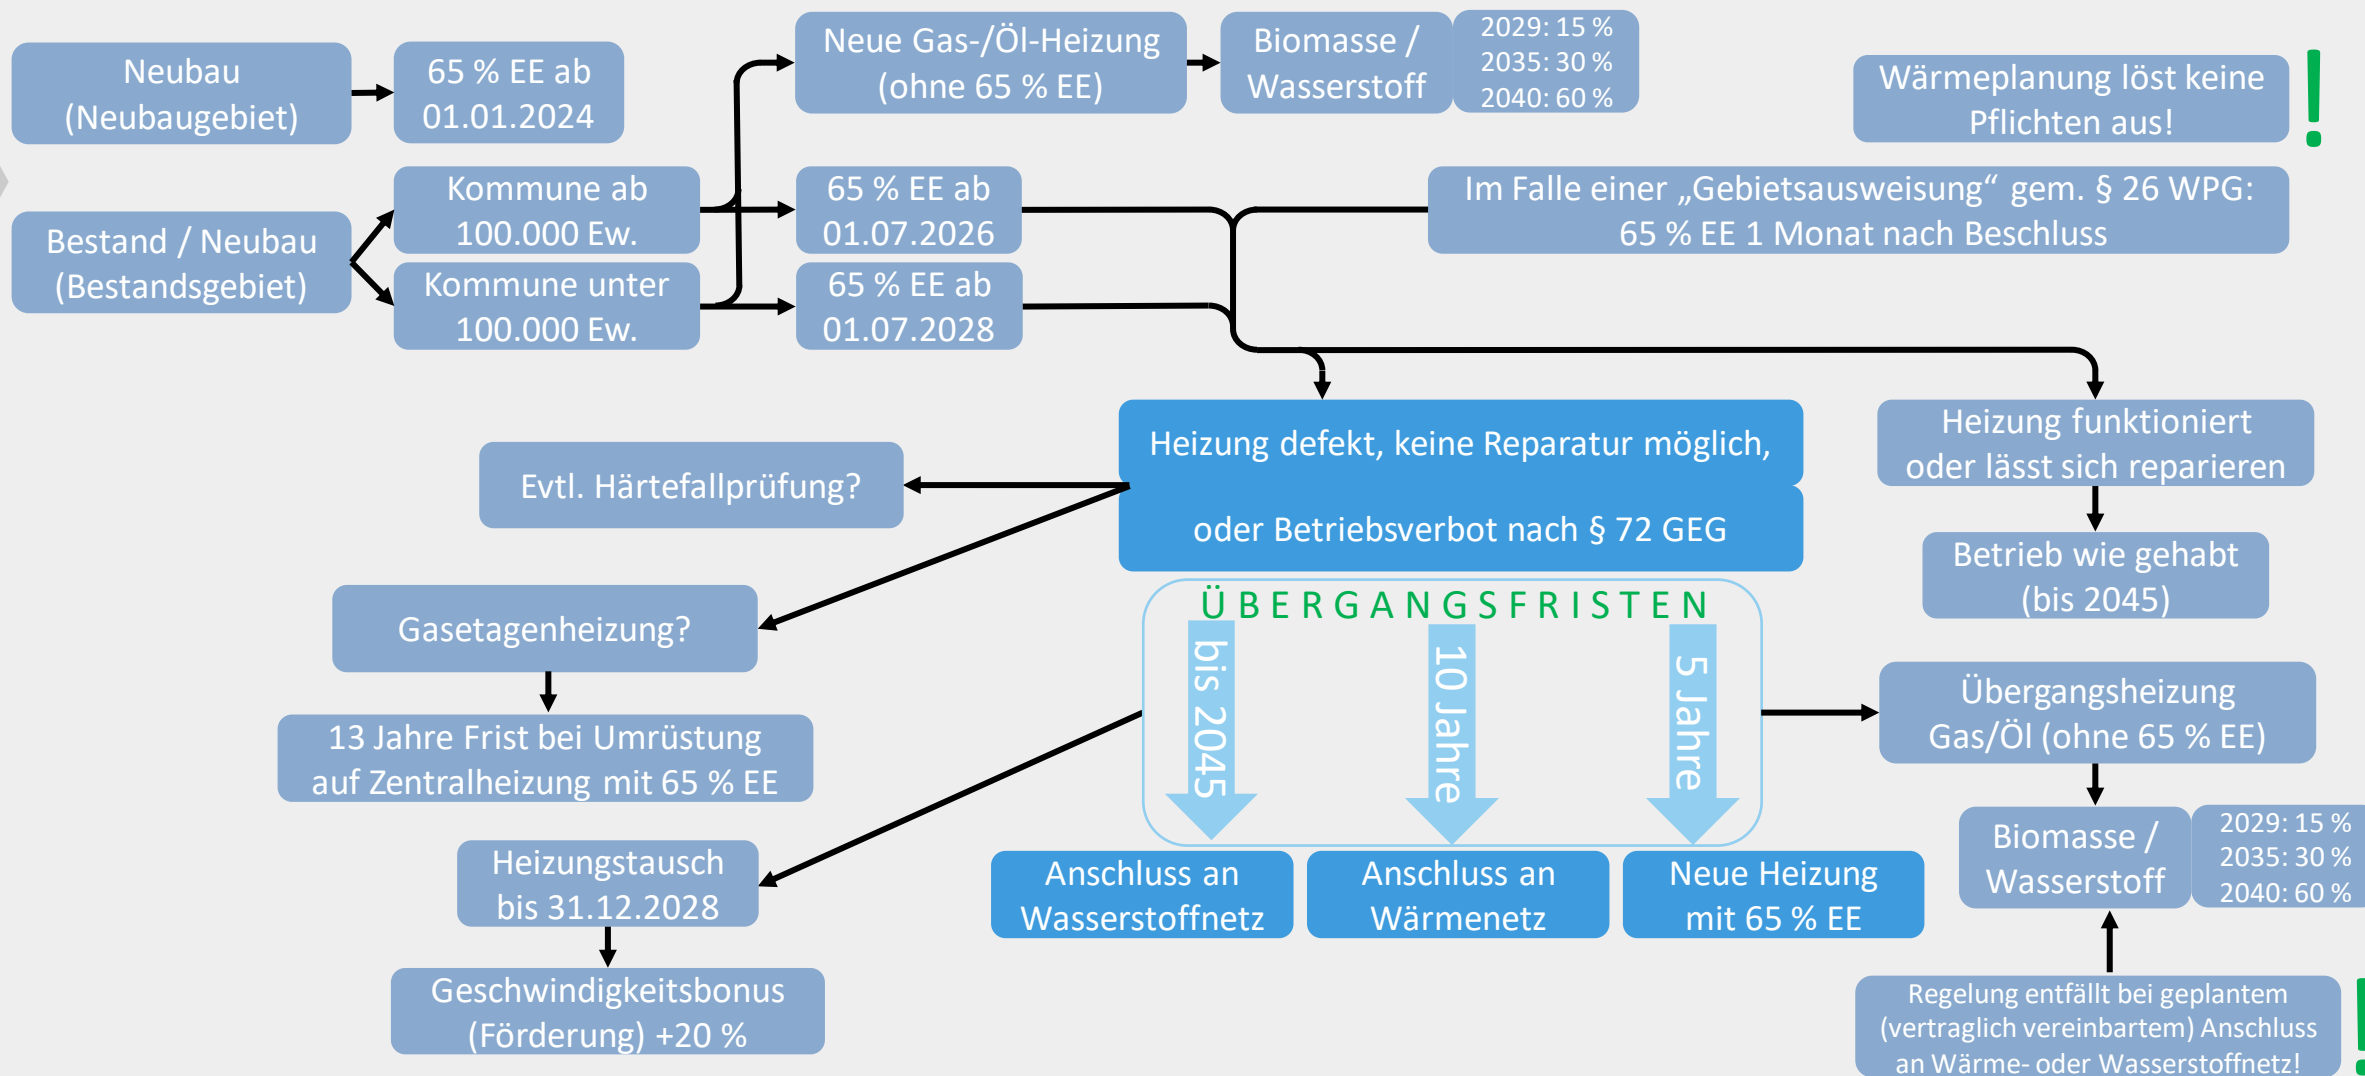 Neubau
(Neubaugebiet)
65 % EE ab
01.01.2024
Neue Gas-/Öl-Heizung
(ohne 65 % EE)
Biomasse /
Wasserstoff
2029: 15 %
2035: 30 %
2040: 60 %
Wärmeplanung löst keine
Pflichten aus!
!
Bestand / Neubau
(Bestandsgebiet)
Kommune ab
100.000 Ew.
65 % EE ab
01.07.2026
Im Falle einer „Gebietsausweisung“ gem. § 26 WPG:
65 % EE 1 Monat nach Beschluss
Kommune unter
100.000 Ew.
65 % EE ab
01.07.2028
Heizung defekt, keine Reparatur möglich,
oder Betriebsverbot nach § 72 GEG
Heizung funktioniert
oder lässt sich reparieren
Betrieb wie gehabt
(bis 2045)
Evtl. Härtefallprüfung?
Gasetagenheizung?
13 Jahre Frist bei Umrüstung
auf Zentralheizung mit 65 % EE
ÜBERGANGSFRISTEN
bis 2045
10 Jahre
5 Jahre
Übergangsheizung
Gas/Öl (ohne 65 % EE)
Heizungstausch
bis 31.12.2028
Geschwindigkeitsbonus
(Förderung) +20 %
Anschluss an
Wasserstoffnetz
Anschluss an
Wärmenetz
Neue Heizung
mit 65 % EE
Biomasse /
Wasserstoff
2029: 15 %
2035: 30 %
2040: 60 %
Regelung entfällt bei geplantem
(vertraglich vereinbartem) Anschluss
an Wärme- oder Wasserstoffnetz!
!